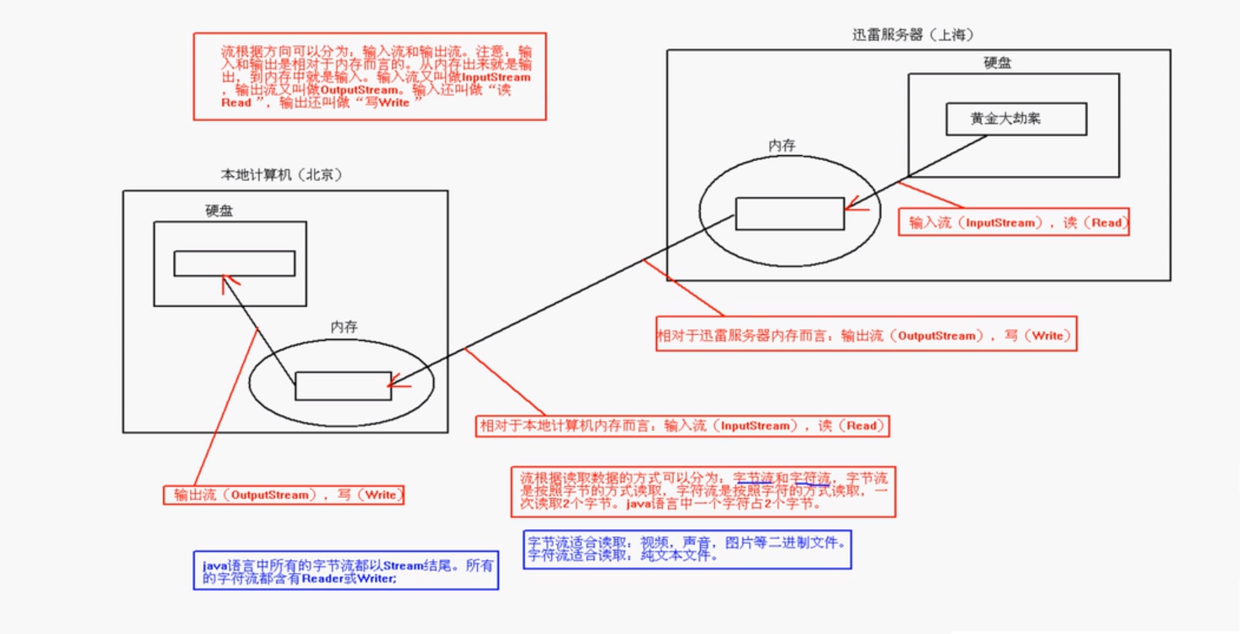 流根据方向可以分为：输入流和输出流。注意：输
入和输出是相对于内存而言的。从内存出来就是输
出，到内存中就是输入。输入流又叫做InputStream
，输出流又叫做OutputStream。输入还叫做“读
Read ”，输出还叫做“写Write ”
迅雷服务器（上海）
硬盘
黄金大劫案
内存
输入流（InputStream），读（Read）
本地计算机（北京）
硬盘
内存
相对于迅雷服务器内存而言：输出流（OutputStream），写（Write）
相对于本地计算机内存而言：输入流（InputStream），读（Read）
输出流（OutputStream），写（Write）
流根据读取数据的方式可以分为：字节流和字符流，字节流
是按照字节的方式读取，字符流是按照字符的方式读取，一
次读取2个字节。java语言中一个字符占2个字节。
字节流适合读取：视频，声音，图片等二进制文件。
字符流适合读取：纯文本文件。
java语言中所有的字节流都以Stream结尾。所有
的字符流都含有Reader或Writer;